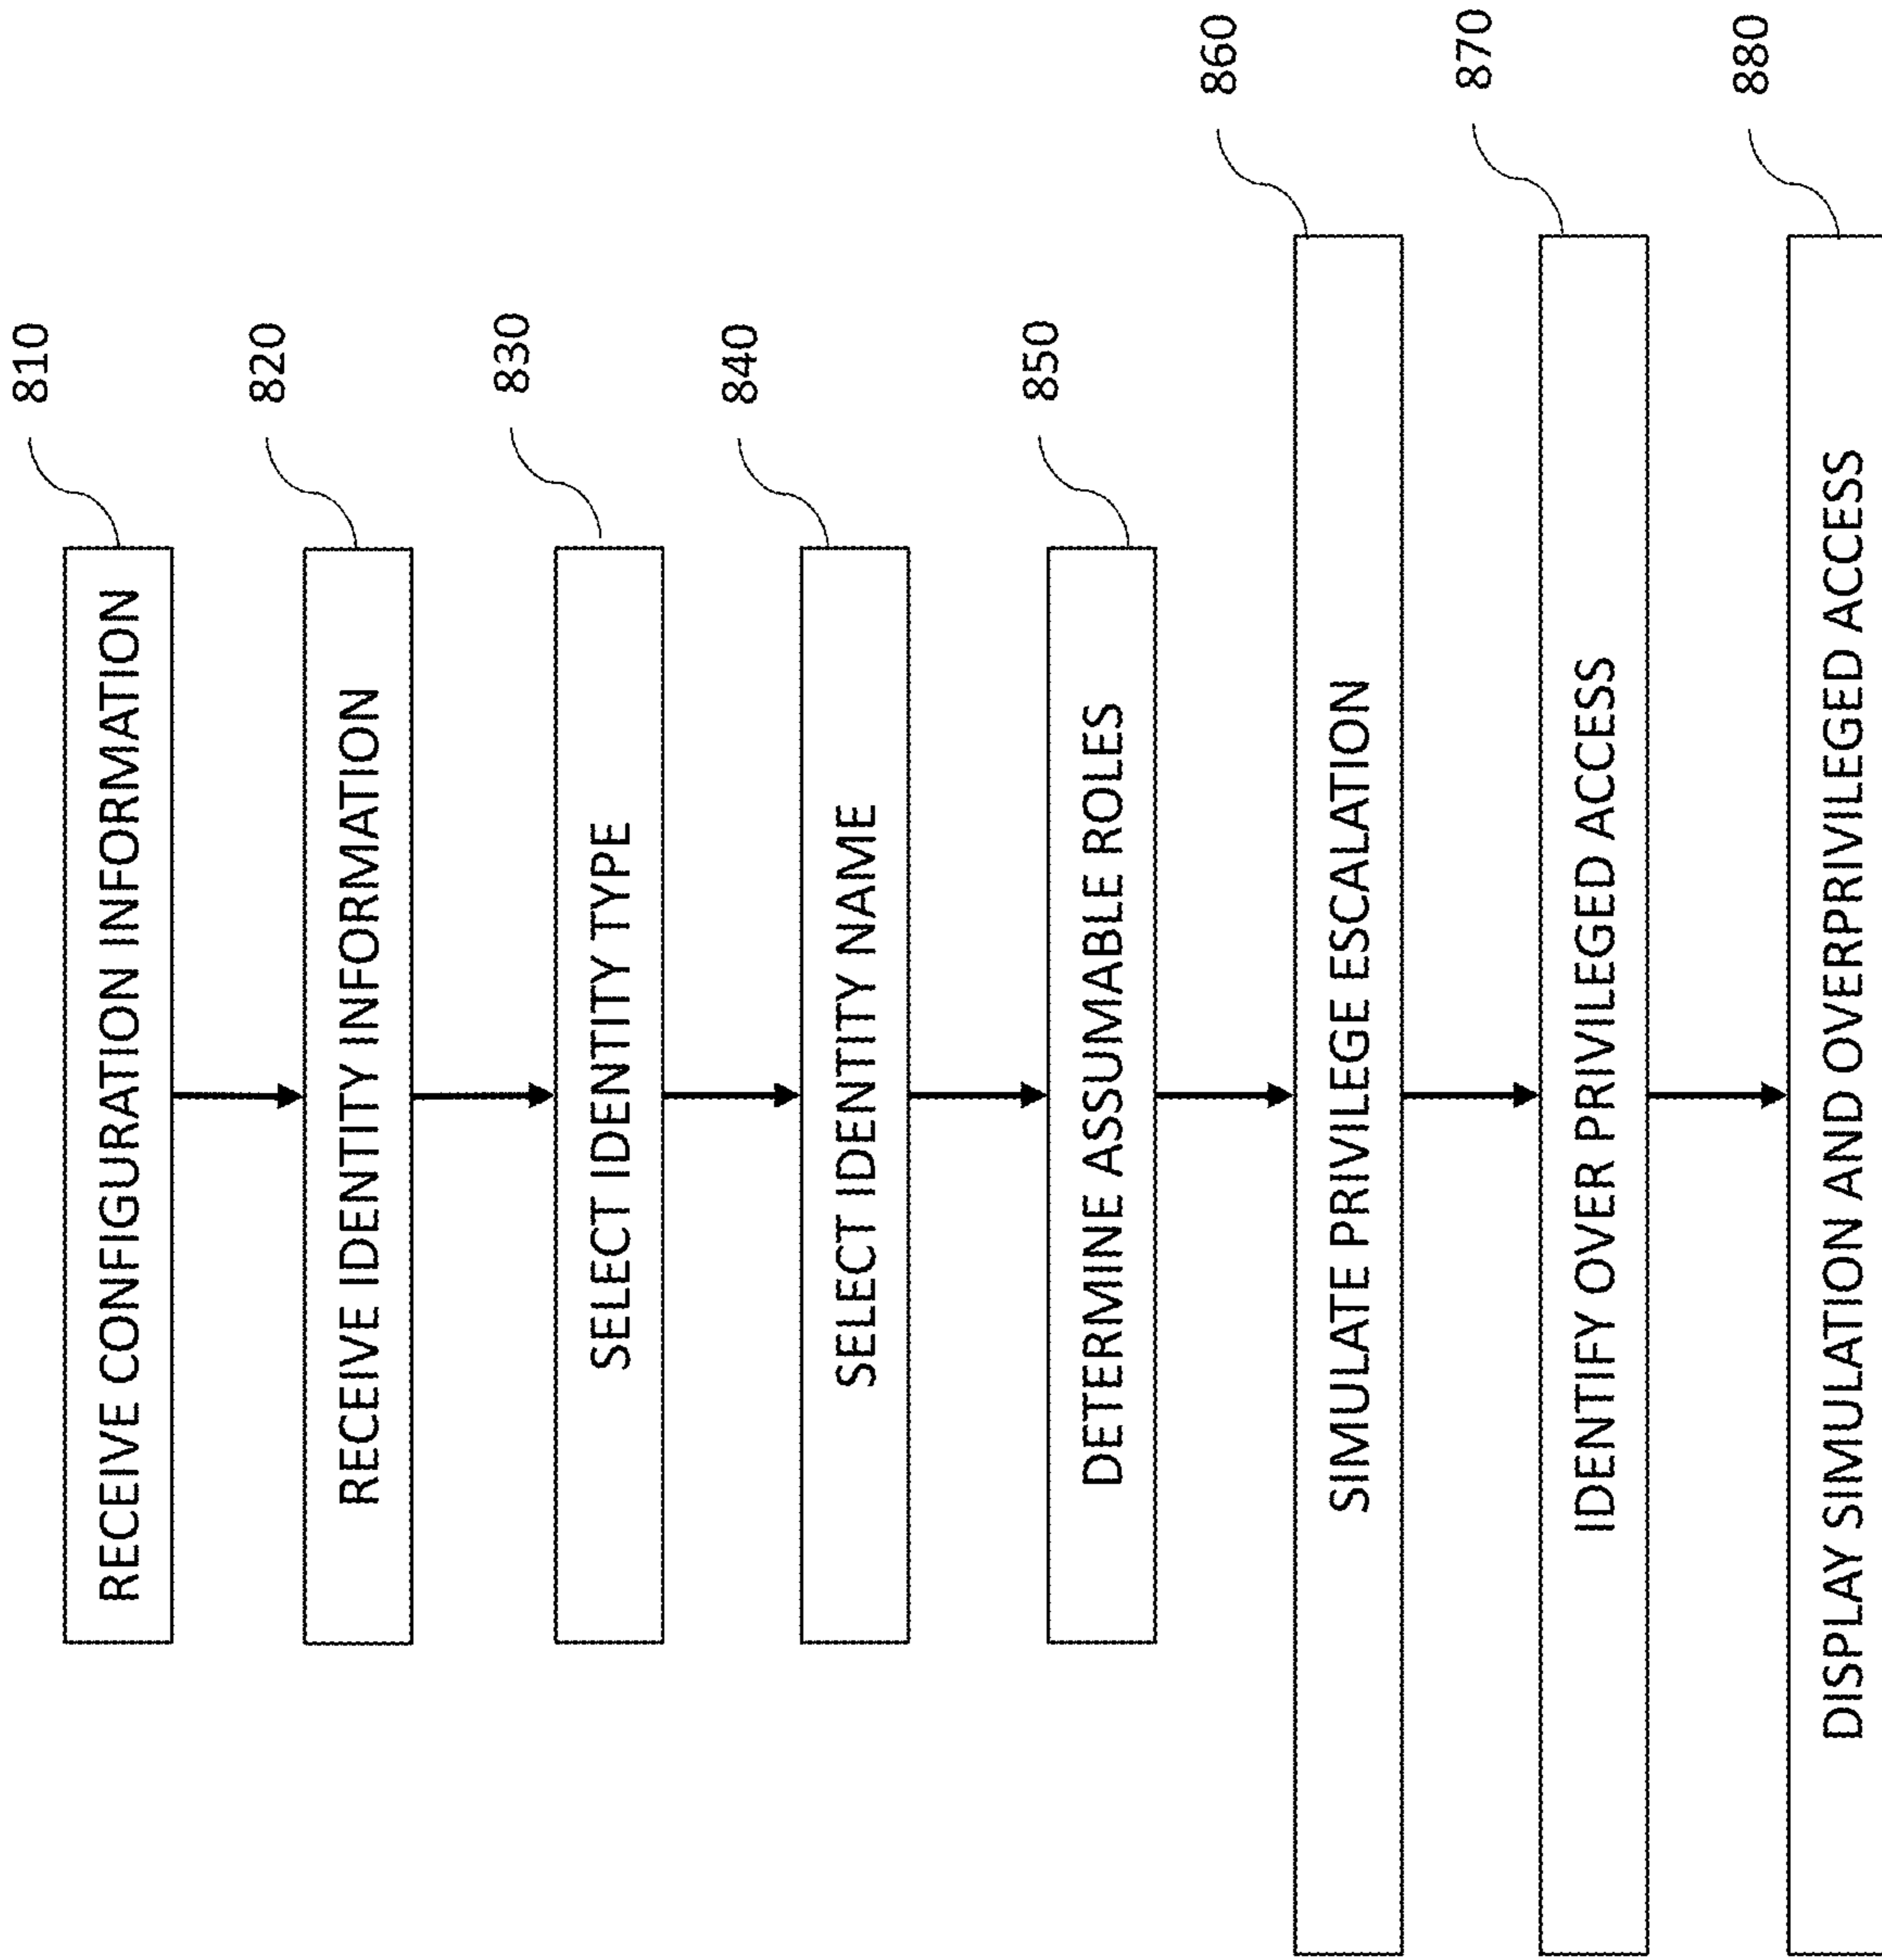 RECEIVE CONFIGURATION INFORMATION
810
RECEIVE IDENTITY INFORMATION
820
SELECT IDENTITY TYPE
830
SELECT IDENTITY NAME
840
DETERMINE ASSUMABLE ROLES
850
SIMULATE PRIVILEGE ESCALATION
860
IDENTIFY OVER PRIVILEGED ACCESS
870
DISPLAY SIMULATION AND OVERPRIVILEGED ACCESS
880